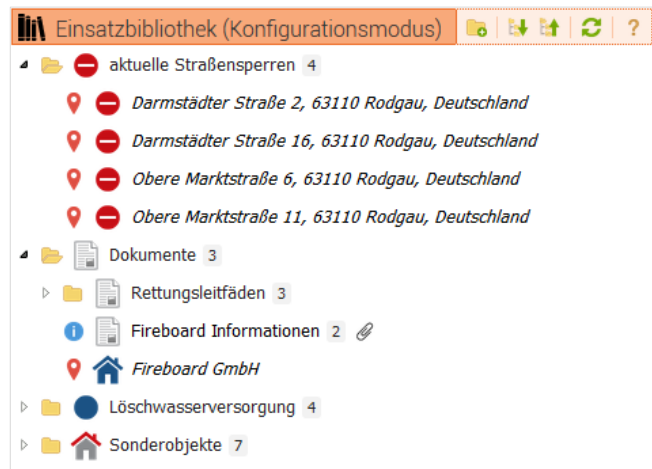 Einsatzbibliothek (Konfigurationsmodus) ?
aktuelle Straßensperren 4
Darmstädter Straße 2, 63110 Rodgau, Deutschland
Darmstädter Straße 16, 63110 Rodgau, Deutschland
Obere Marktstraße 6, 63110 Rodgau, Deutschland
Obere Marktstraße 11, 63110 Rodgau, Deutschland
Dokumente 3
Rettungsleitfäden 3
Fireboard Informationen 2
Fireboard GmbH
Löschwasserversorgung 4
Sonderobjekte 7